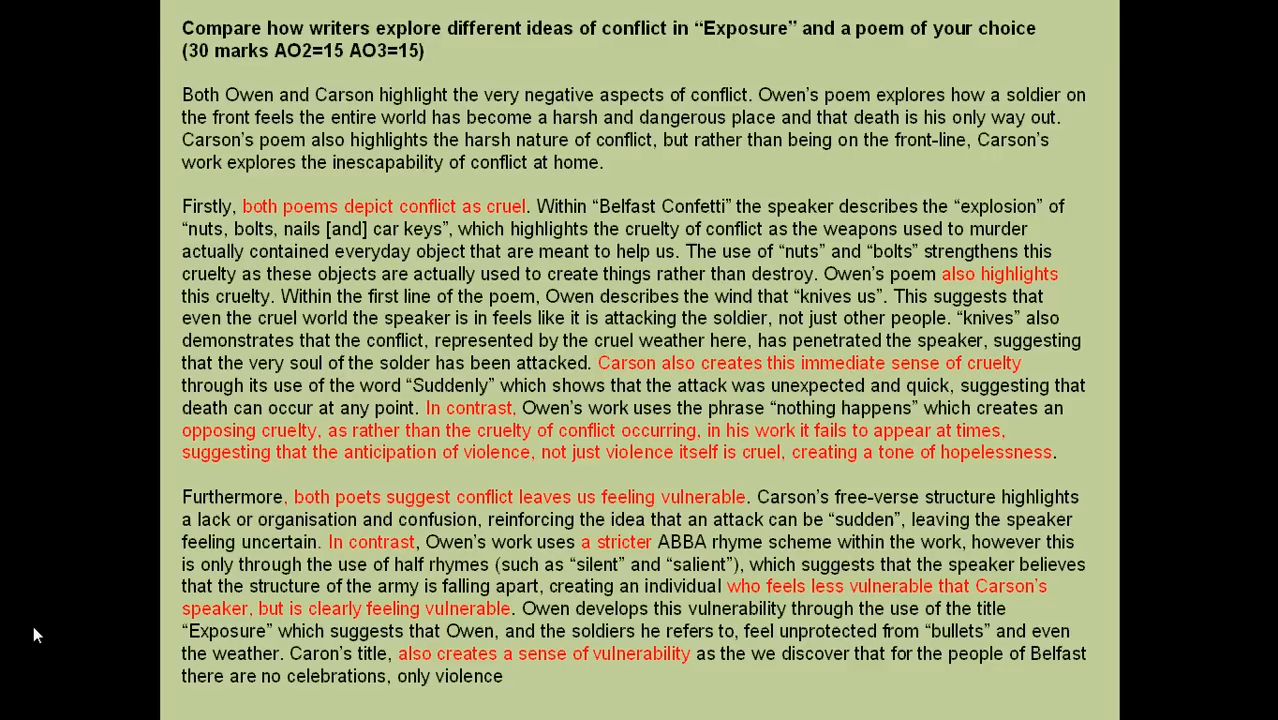 Compare how writers explore different ideas of conflict in “Exposure” and a poem of your choice
(30 marks AO2=15 AO3=15)
Both Owen and Carson highlight the very negative aspects of conflict. Owen’s poem explores how a soldier on
the front feels the entire world has become a harsh and dangerous place and that death is his only way out.
Carson’s poem also highlights the harsh nature of conflict, but rather than being on the front-line, Carson’s
work explores the inescapability of conflict at home.
Firstly, both poems depict conflict as cruel. Within “Belfast Confetti” the speaker describes the “explosion” of
“nuts, bolts, nails [and] car keys”, which highlights the cruelty of conflict as the weapons used to murder
actually contained everyday object that are meant to help us. The use of “nuts” and “bolts” strengthens this
cruelty as these objects are actually used to create things rather than destroy. Owen’s poem also highlights
this cruelty. Within the first line of the poem, Owen describes the wind that “knives us”. This suggests that
even the cruel world the speaker is in feels like it is attacking the soldier, not just other people. “knives” also
demonstrates that the conflict, represented by the cruel weather here, has penetrated the speaker, suggesting
that the very soul of the solder has been attacked. Carson also creates this immediate sense of cruelty
through its use of the word “Suddenly” which shows that the attack was unexpected and quick, suggesting that
death can occur at any point. In contrast, Owen’s work uses the phrase “nothing happens” which creates an
opposing cruelty, as rather than the cruelty of conflict occurring, in his work it fails to appear at times,
suggesting that the anticipation of violence, not just violence itself is cruel, creating a tone of hopelessness.
Furthermore, both poets suggest conflict leaves us feeling vulnerable. Carson’s free-verse structure highlights
a lack or organisation and confusion, reinforcing the idea that an attack can be “sudden”, leaving the speaker
feeling uncertain. In contrast, Owen’s work uses a stricter ABBA rhyme scheme within the work, however this
is only through the use of half rhymes (such as “silent” and “salient”), which suggests that the speaker believes
that the structure of the army is falling apart, creating an individual who feels less vulnerable that Carson’s
speaker, but is clearly feeling vulnerable. Owen develops this vulnerability through the use of the title
“Exposure” which suggests that Owen, and the soldiers he refers to, feel unprotected from “bullets” and even
the weather. Caron’s title, also creates a sense of vulnerability as the we discover that for the people of Belfast
there are no celebrations, only violence